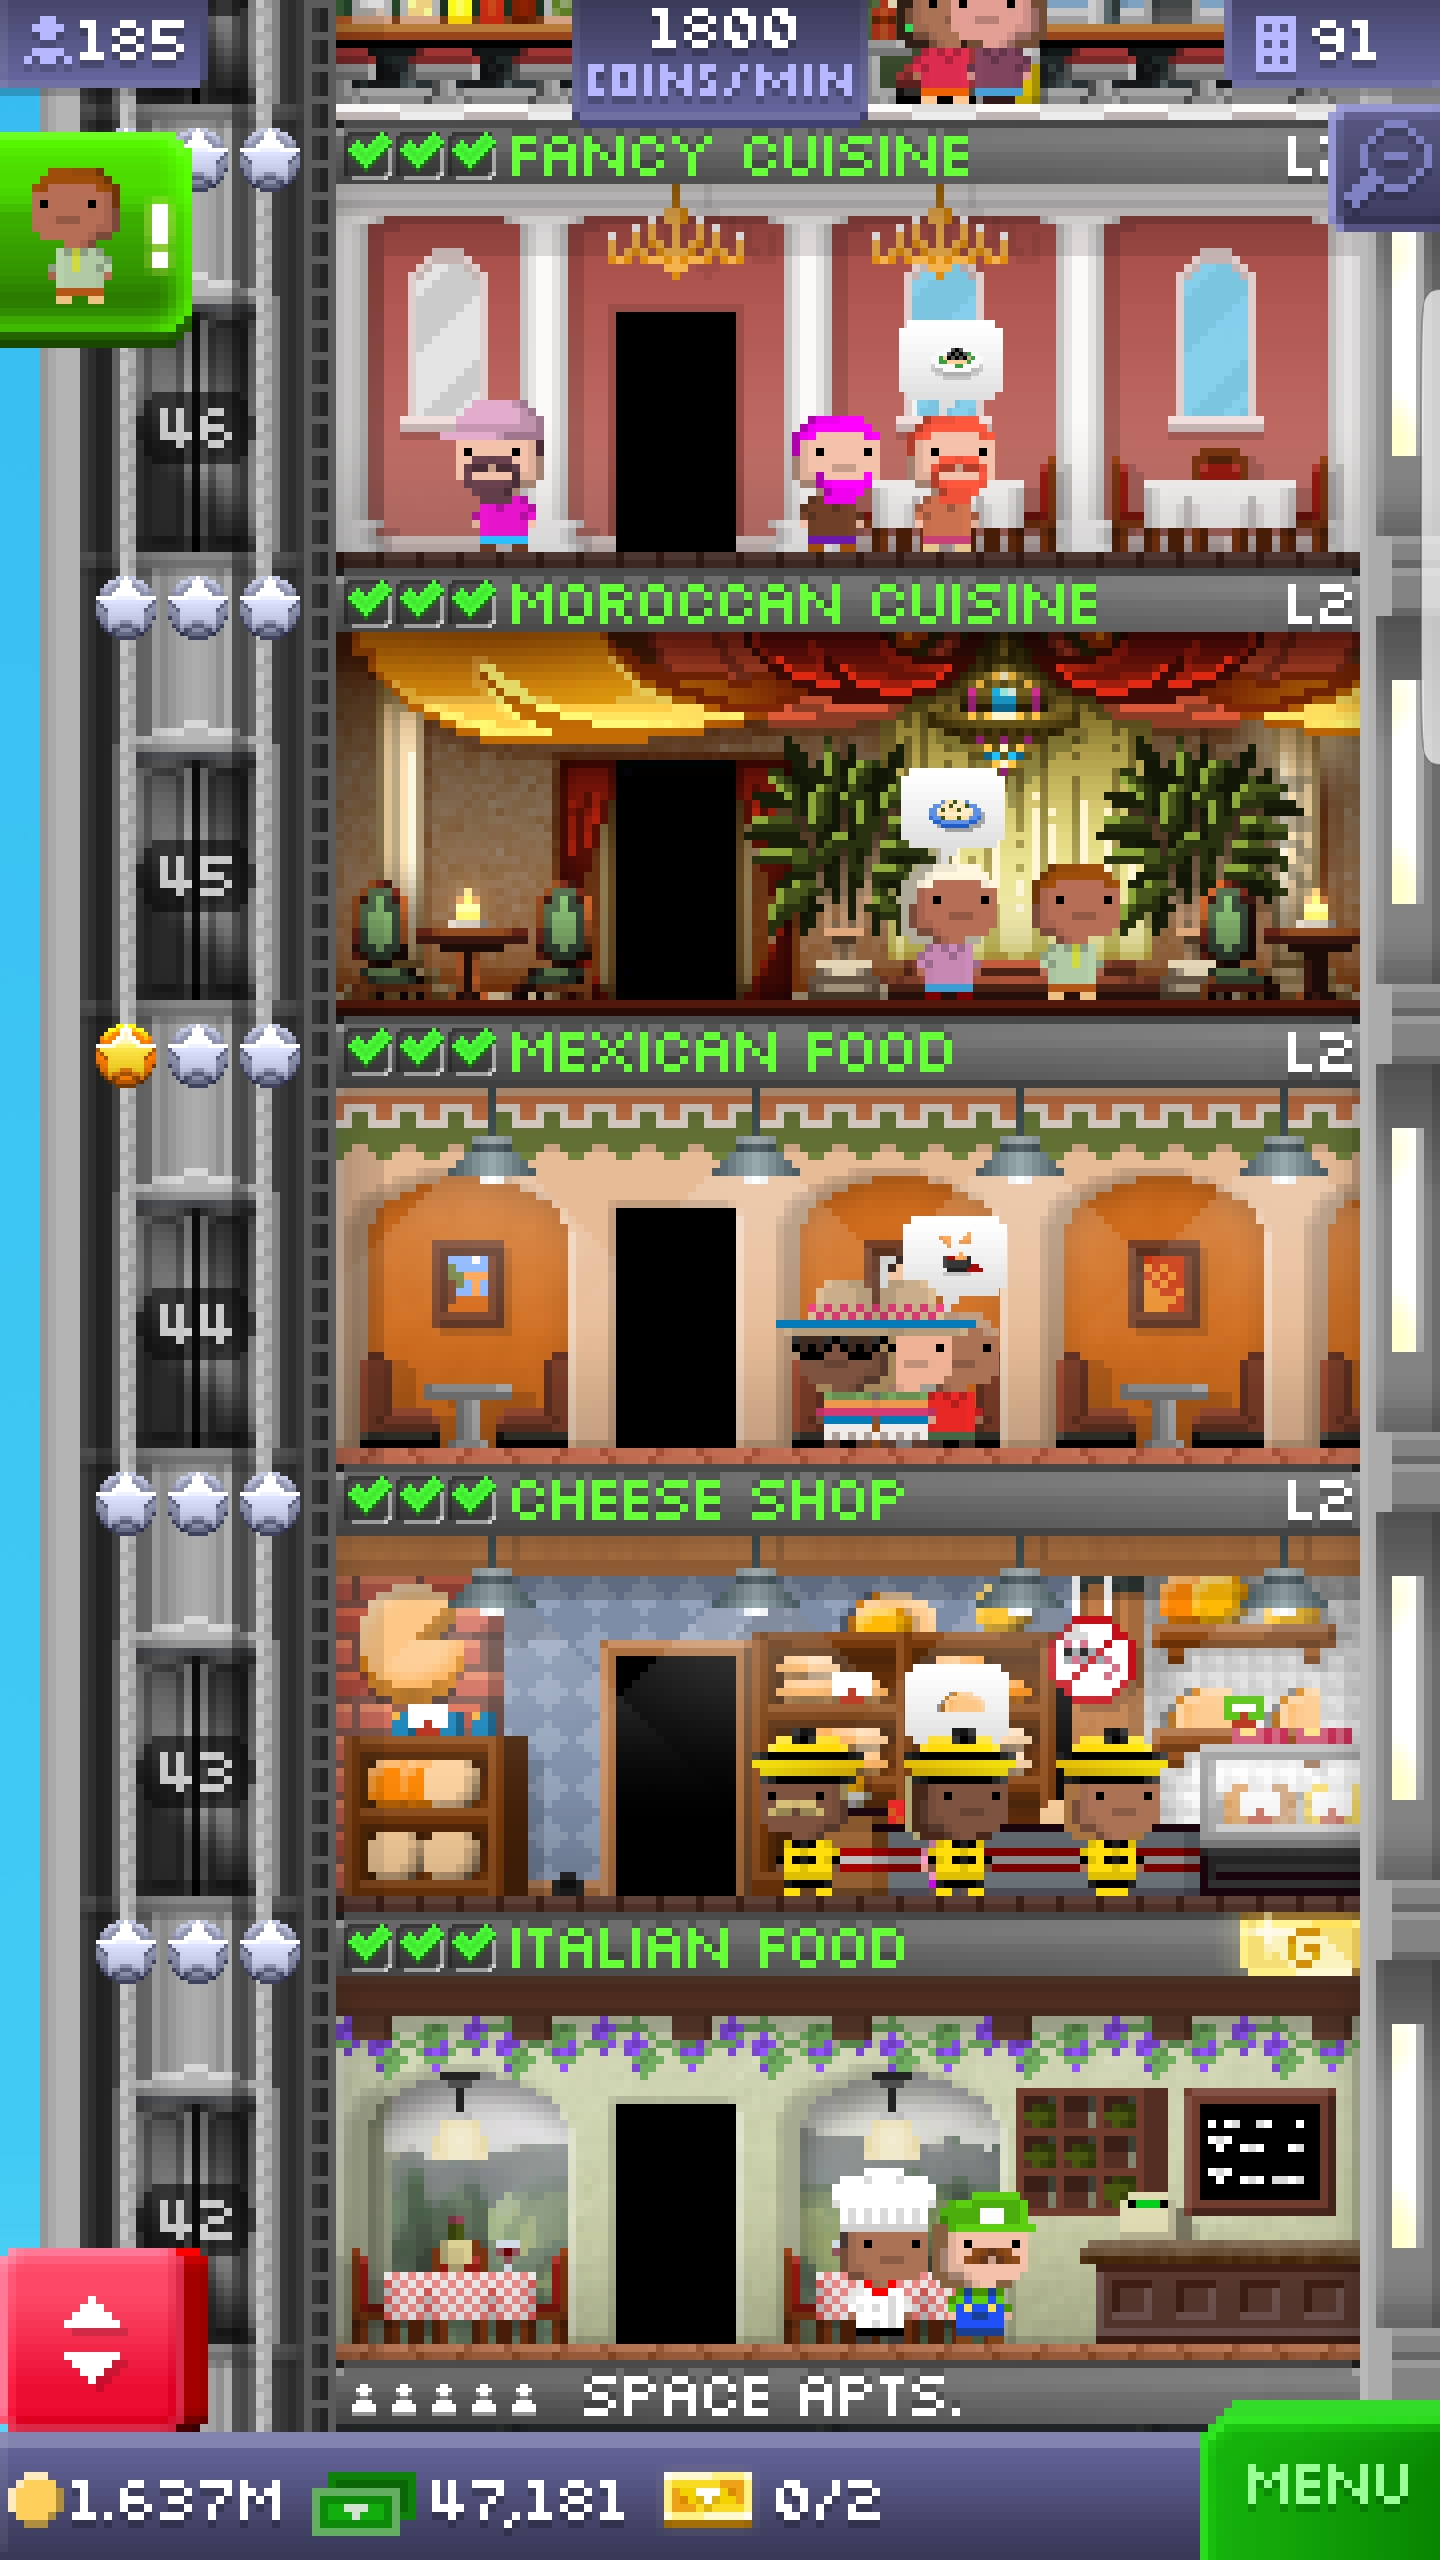 185
1800
COINS/MIN
91
FANCY CUISINE
!
46
MOROCCAN CUISINE L2
45
MEXICAN FOOD L2
44
CHEESE SHOP L2
43
ITALIAN FOOD G
42
SPACE APTS.
1.637M 47,181 0/2 MENU